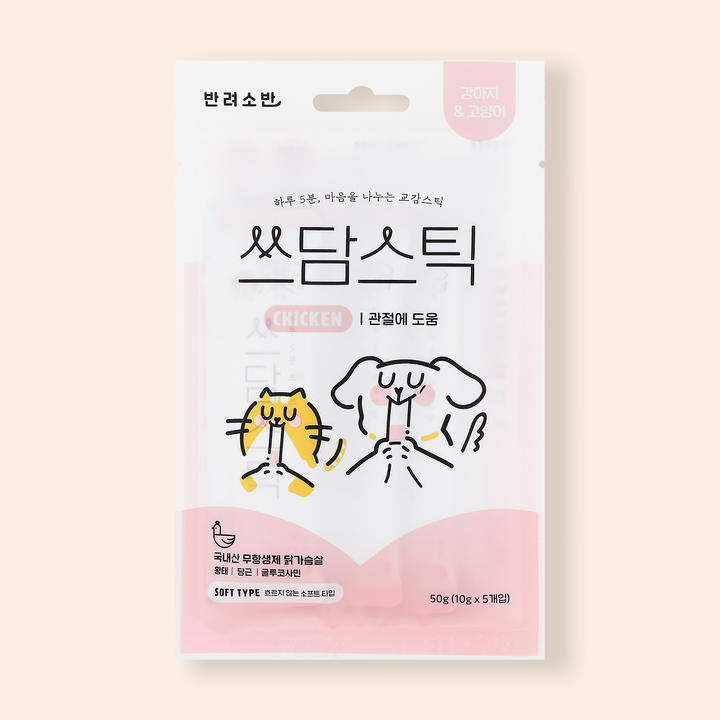 반려소반
강아지
& 고양이
하루 5분, 마음을 나누는 교감스틱
쓰담스틱
CHICKEN | 관절에 도움
국내산 무항생제 닭가슴살
황태 | 당근 | 글루코사민
SOFT TYPE 흐르지 않는 소프트 타입
50g (10g x 5개입)